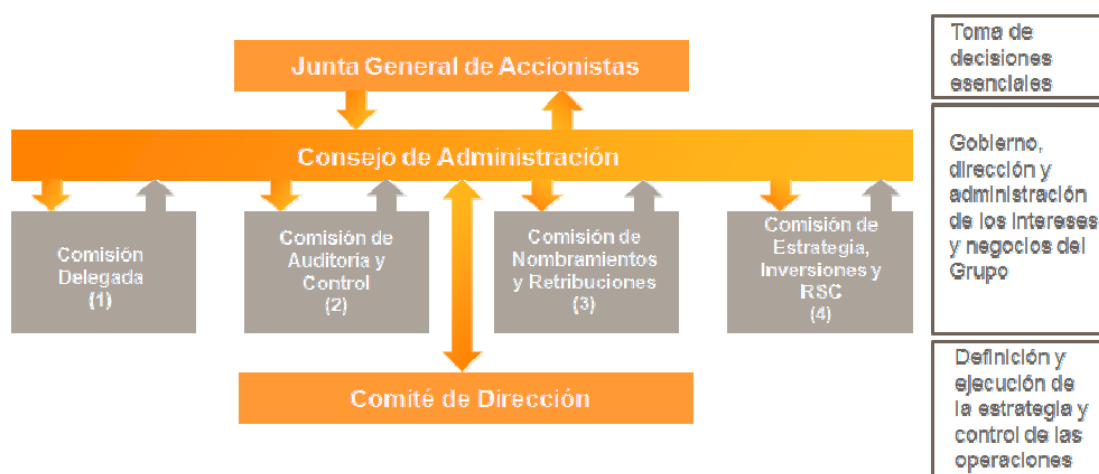 Junta General de Accionistas
Toma de
decisiones
esenciales
Consejo de Administración
Comisión
Delegada
(1)
Comisión de
Auditoría y
Control
(2)
Comisión de
Nombramientos
y Retribuciones
(3)
Comisión de
Estrategia,
Inversiones y
RSC
(4)
Gobierno,
dirección y
administración
de los intereses
y negocios del
Grupo
Comité de Dirección
Definición y
ejecución de
la estrategia y
control de las
operaciones